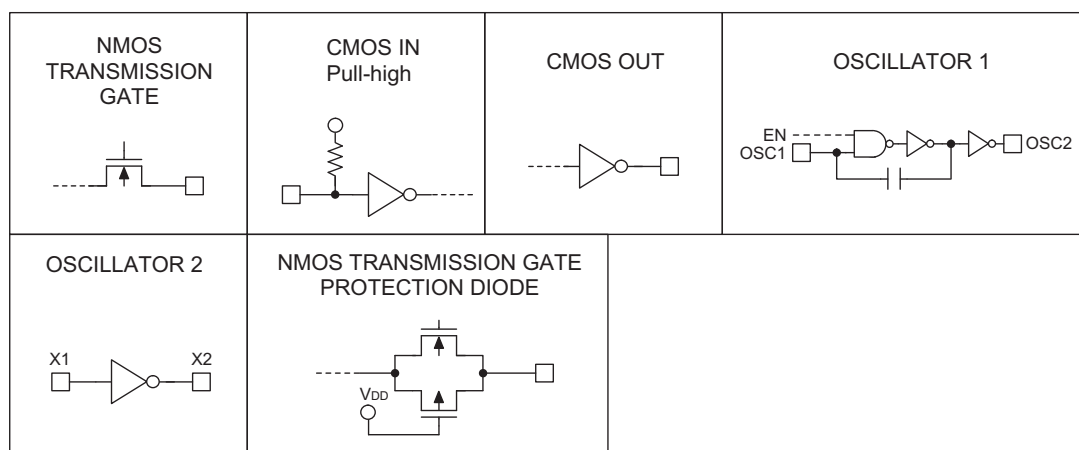 NMOS
TRANSMISSION
GATE
CMOS IN
Pull-high
CMOS OUT
OSCILLATOR 1
EN
OSC1
OSC2
OSCILLATOR 2
X1
X2
NMOS TRANSMISSION GATE
PROTECTION DIODE
VDD